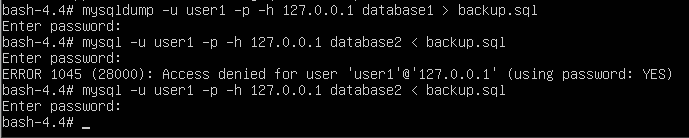 bash-4.4# mysqldump -u user1 -p -h 127.0.0.1 database1 > backup.sql
Enter password:
bash-4.4# mysql -u user1 -p -h 127.0.0.1 database2 < backup.sql
Enter password:
ERROR 1045 (28000): Access denied for user 'user1'@'127.0.0.1' (using password: YES)
bash-4.4# mysql -u user1 -p -h 127.0.0.1 database2 < backup.sql
Enter password:
bash-4.4# _